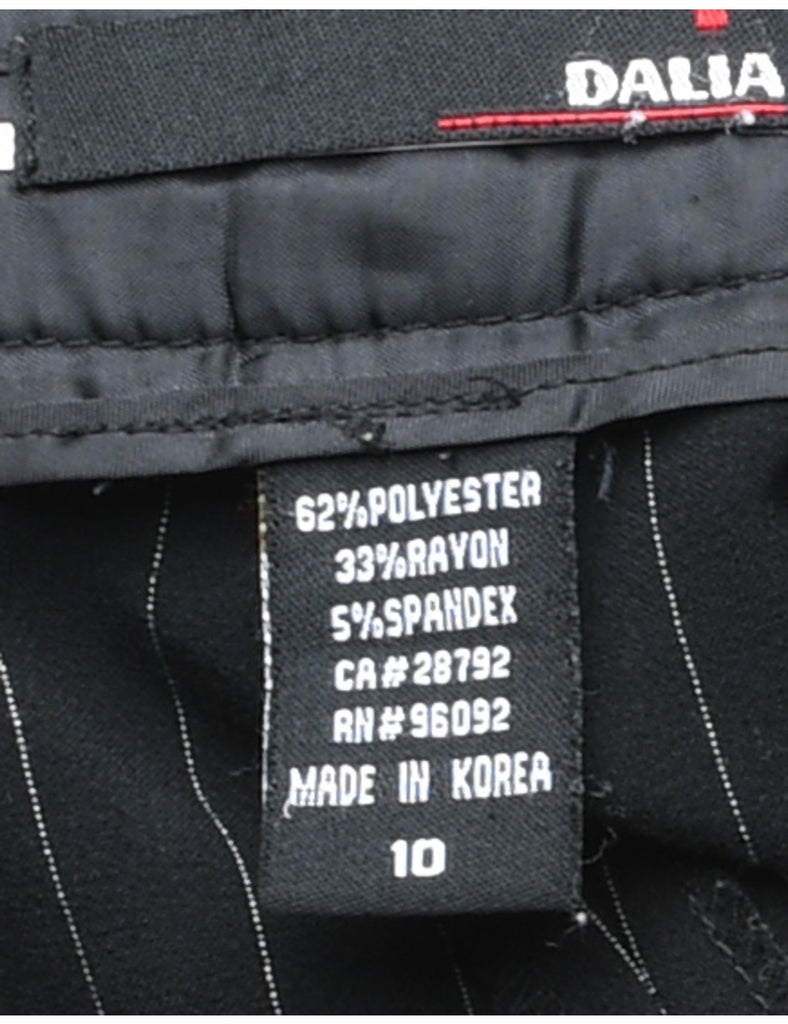 DALIA
62%POLYESTER
33%RAYON
5%SPANDEX
CA#28792
RN#96092
MADE IN KOREA
10